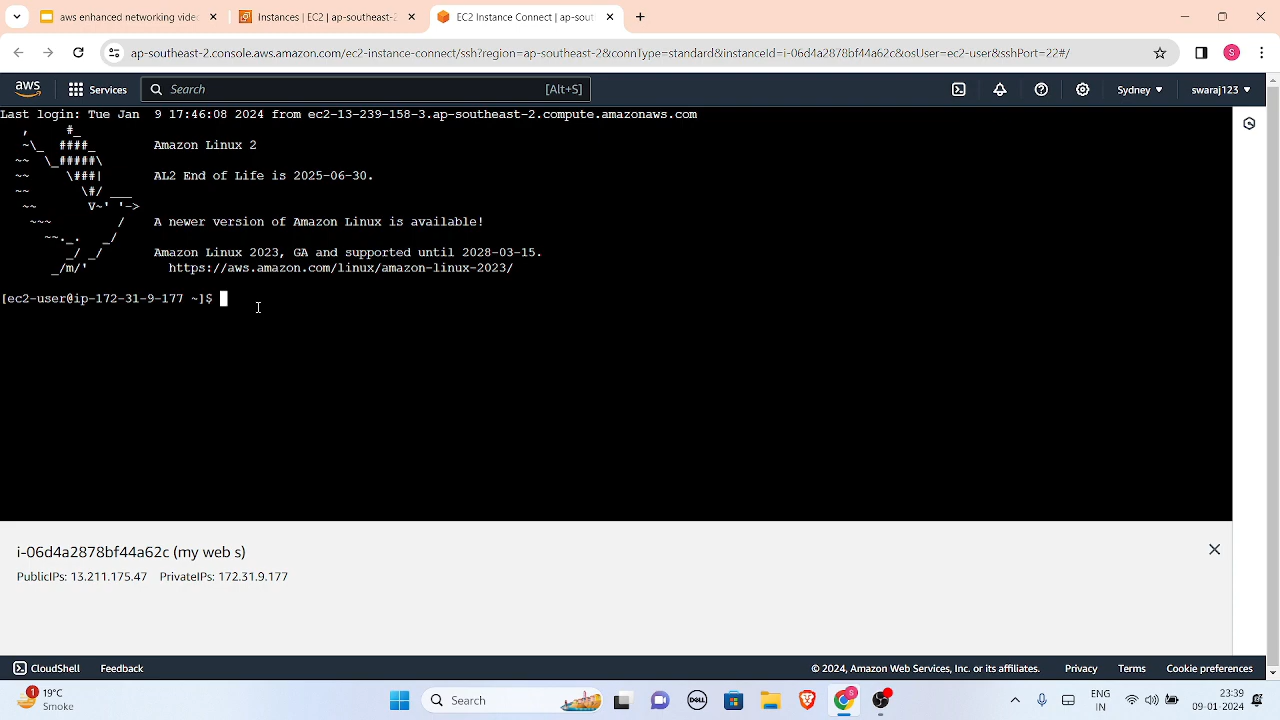 aws enhanced networking vide
Instances | EC2 | ap-southeast-2
EC2 Instance Connect | ap-sout
ap-southeast-2.console.aws.amazon.com/ec2-instance-connect/ssh?region=ap-southeast-2&connType=standard&instanceId=i-06d4a2878bf44a62c&osUser=ec2-user&sshPort=22#/
S
aws
Services
Search
[Alt+S]
Sydney
swaraj123
Last login: Tue Jan  9 17:46:08 2024 from ec2-13-239-158-3.ap-southeast-2.compute.amazonaws.com
   ,     #_
   ~\_  ####_        Amazon Linux 2
  ~~  \_#####\
  ~~     \###|       AL2 End of Life is 2025-06-30.
  ~~       \#/ ___
   ~~       V~' '->
    ~~~         /    A newer version of Amazon Linux is available!
      ~~._.   _/
         _/ _/       Amazon Linux 2023, GA and supported until 2028-03-15.
       _/m/'           https://aws.amazon.com/linux/amazon-linux-2023/
[ec2-user@ip-172-31-9-177 ~]$
i-06d4a2878bf44a62c (my web s)
PublicIPs: 13.211.175.47 PrivateIPs: 172.31.9.177
CloudShell
Feedback
© 2024, Amazon Web Services, Inc. or its affiliates.
Privacy
Terms
Cookie preferences
1
19°C
Smoke
Search
DELL
S
ENG
IN
23:39
09-01-2024